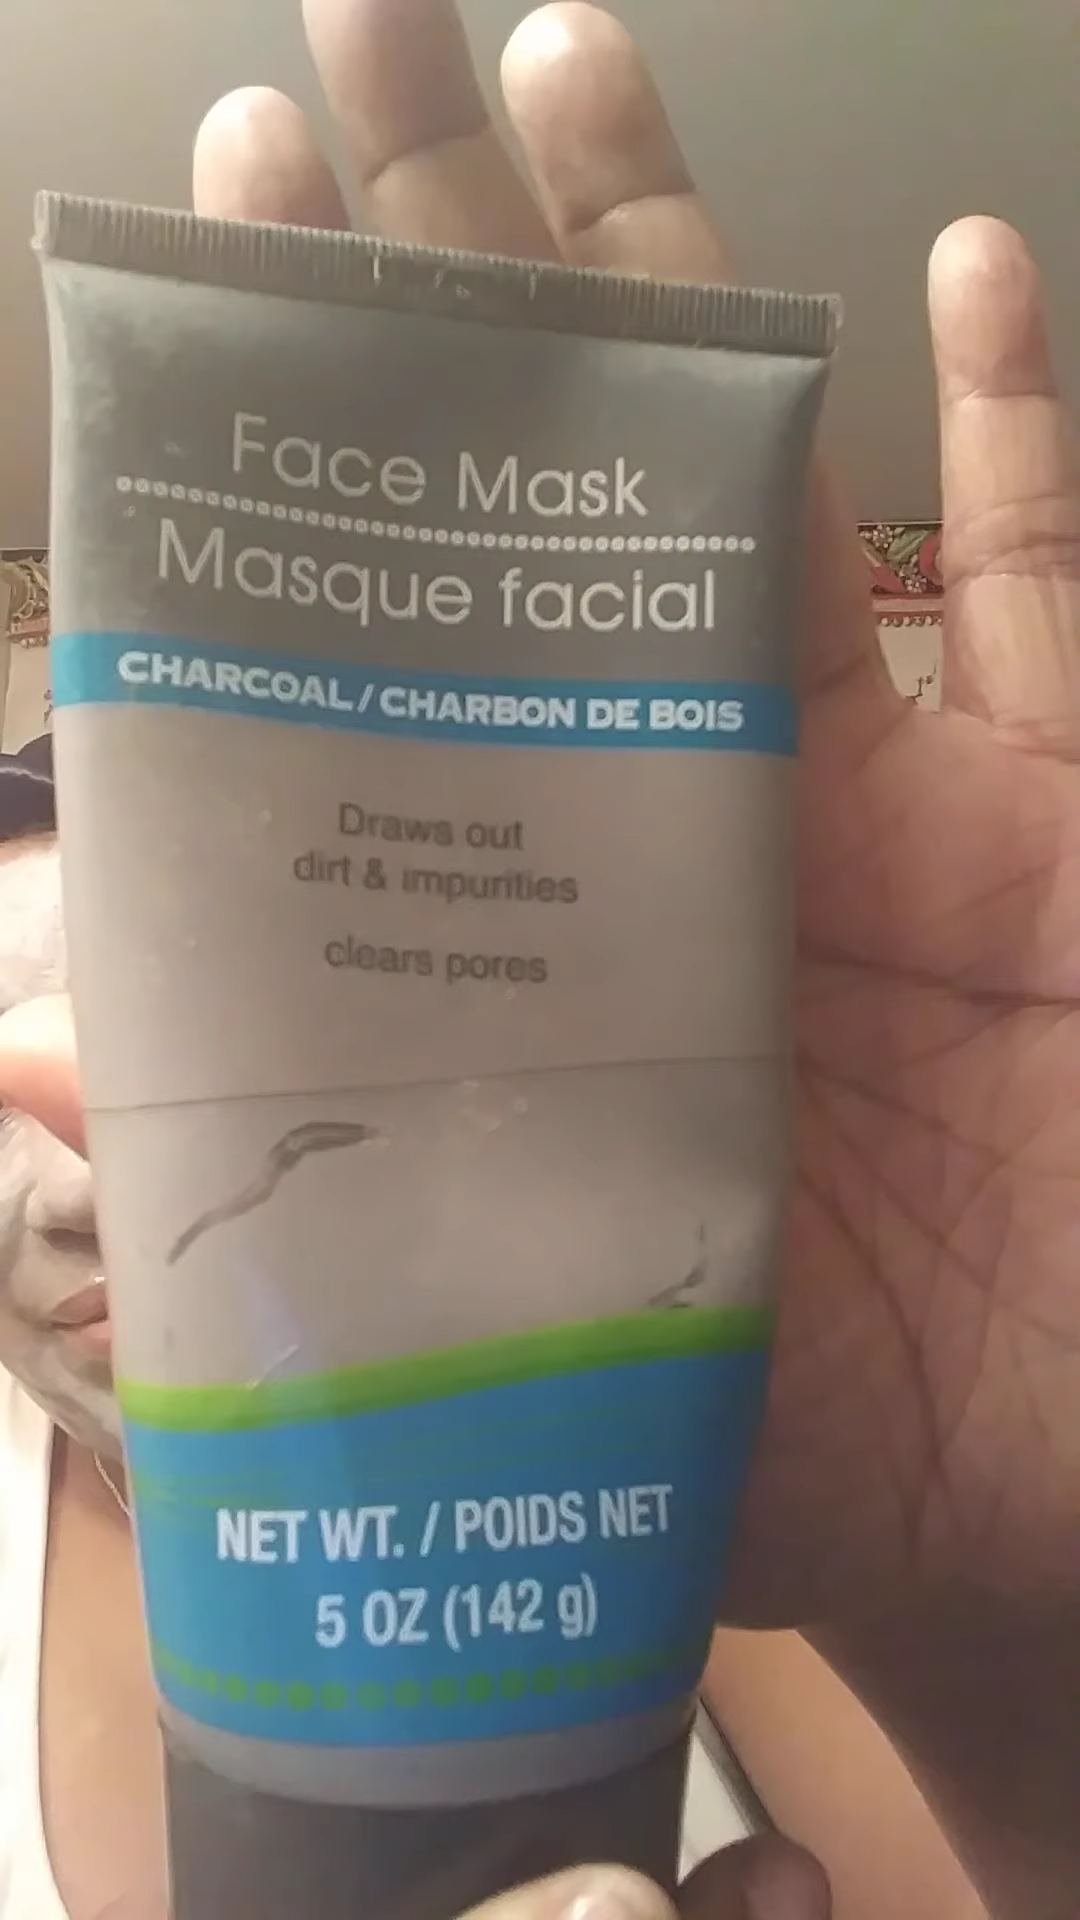 Face Mask
Masque facial
CHARCOAL / CHARBON DE BOIS
Draws out
dirt & impurities
clears pores
NET WT. / POIDS NET
5 OZ (142 g)